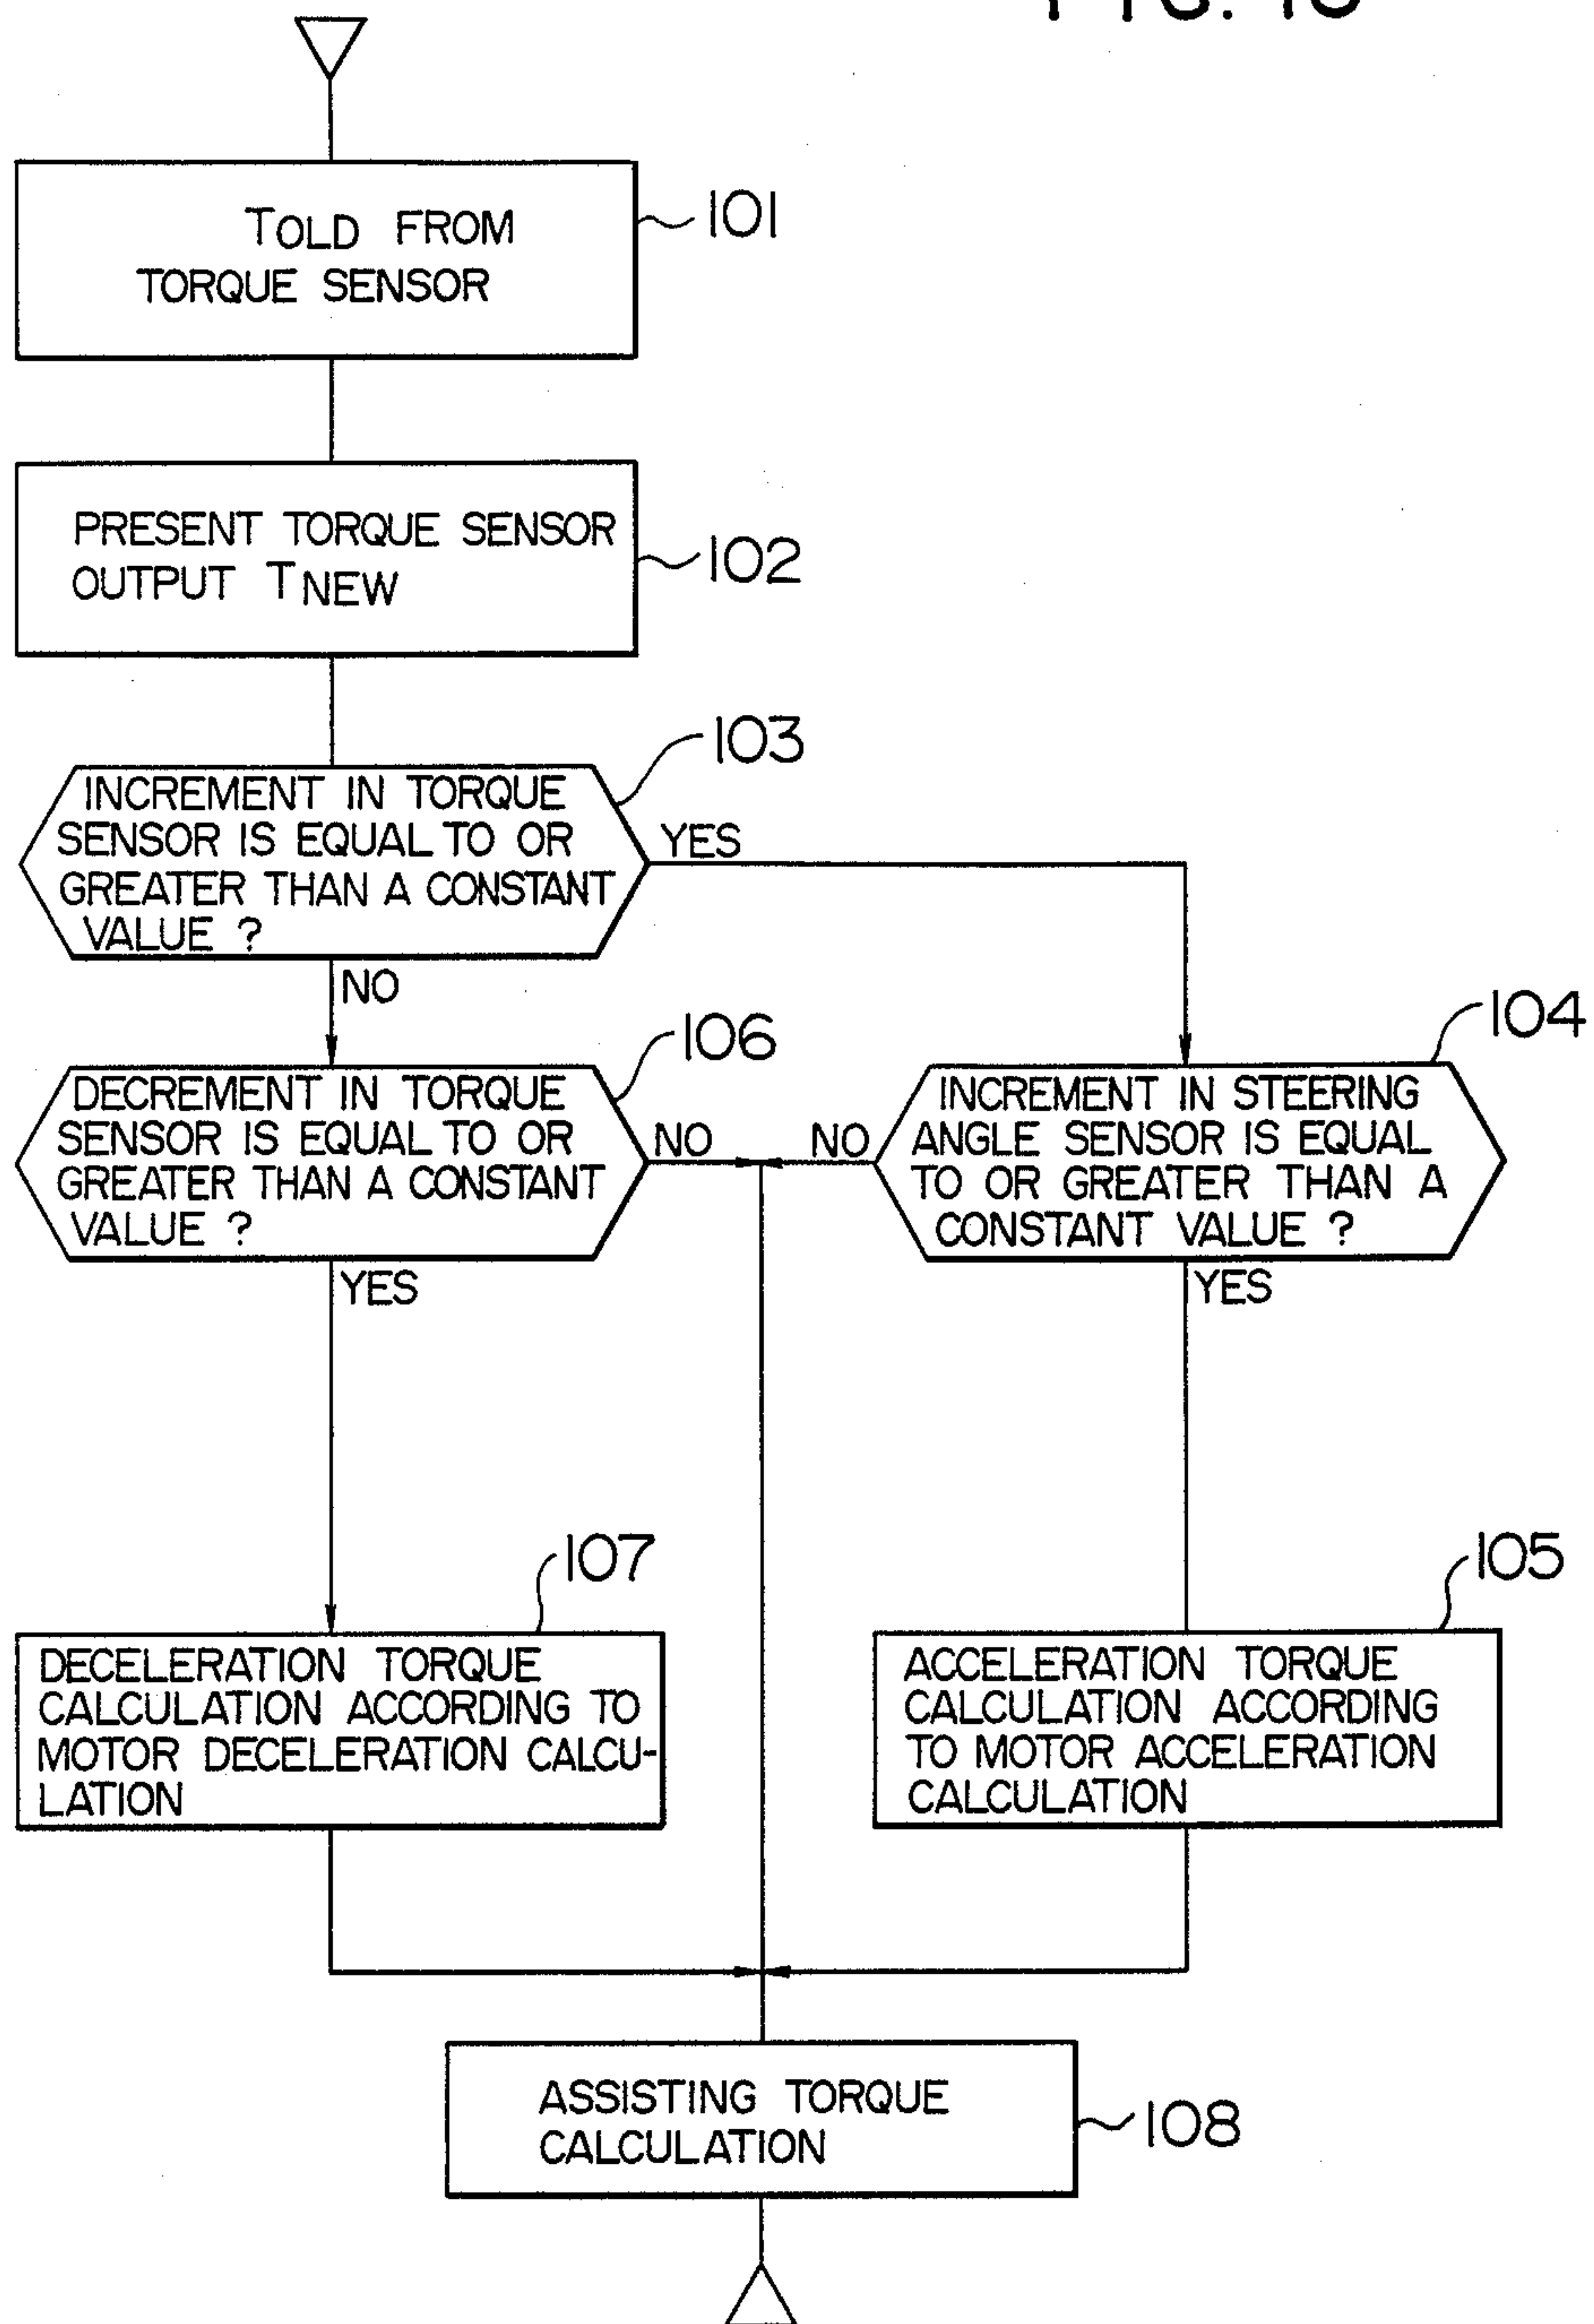 TOLD FROM
TORQUE SENSOR
101
PRESENT TORQUE SENSOR
OUTPUT TNEW
102
103
INCREMENT IN TORQUE
SENSOR IS EQUAL TO OR
GREATER THAN A CONSTANT
VALUE ?
YES
NO
106
DECREMENT IN TORQUE
SENSOR IS EQUAL TO OR
GREATER THAN A CONSTANT
VALUE ?
NO
NO
104
INCREMENT IN STEERING
ANGLE SENSOR IS EQUAL
TO OR GREATER THAN A
CONSTANT VALUE ?
YES
YES
107
DECELERATION TORQUE
CALCULATION ACCORDING TO
MOTOR DECELERATION CALCU-
LATION
105
ACCELERATION TORQUE
CALCULATION ACCORDING
TO MOTOR ACCELERATION
CALCULATION
ASSISTING TORQUE
CALCULATION
108